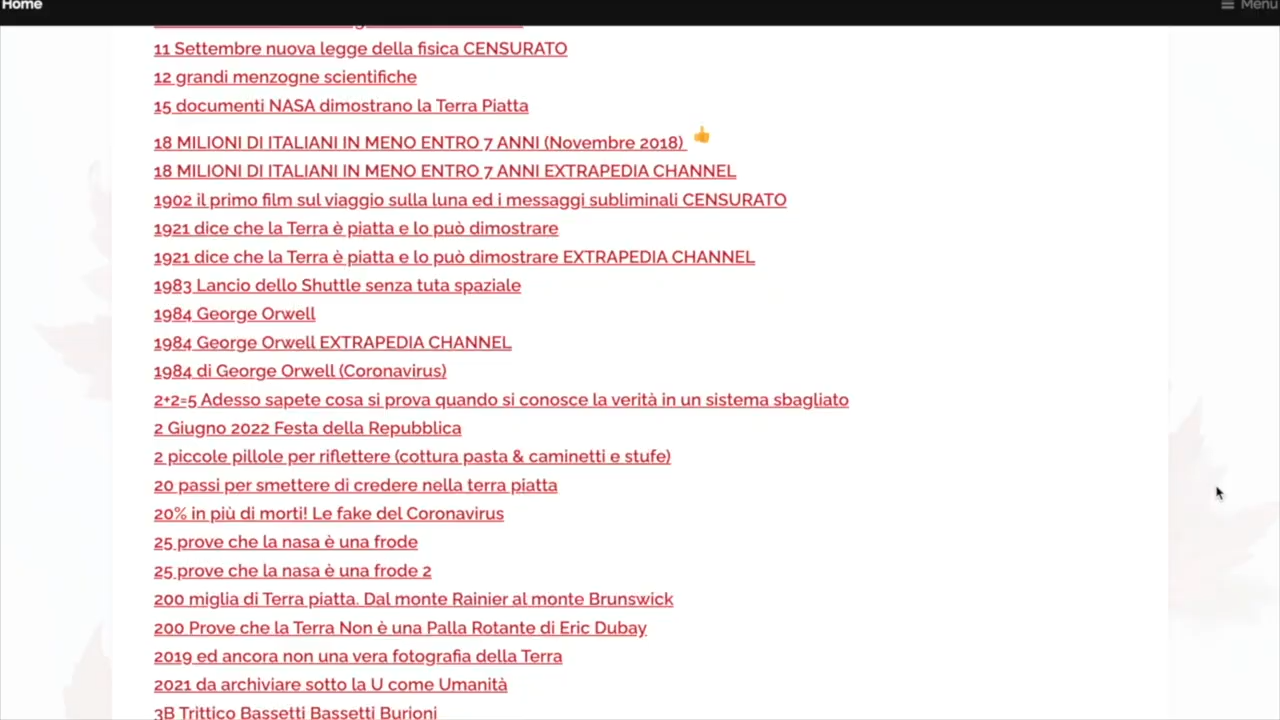 Home
Menu
11 Settembre nuova legge della fisica CENSURATO
12 grandi menzogne scientifiche
15 documenti NASA dimostrano la Terra Piatta
18 MILIONI DI ITALIANI IN MENO ENTRO 7 ANNI (Novembre 2018)
18 MILIONI DI ITALIANI IN MENO ENTRO 7 ANNI EXTRAPEDIA CHANNEL
1902 il primo film sul viaggio sulla luna ed i messaggi subliminali CENSURATO
1921 dice che la Terra è piatta e lo può dimostrare
1921 dice che la Terra è piatta e lo può dimostrare EXTRAPEDIA CHANNEL
1983 Lancio dello Shuttle senza tuta spaziale
1984 George Orwell
1984 George Orwell EXTRAPEDIA CHANNEL
1984 di George Orwell (Coronavirus)
2+2=5 Adesso sapete cosa si prova quando si conosce la verità in un sistema sbagliato
2 Giugno 2022 Festa della Repubblica
2 piccole pillole per riflettere (cottura pasta & caminetti e stufe)
20 passi per smettere di credere nella terra piatta
20% in più di morti! Le fake del Coronavirus
25 prove che la nasa è una frode
25 prove che la nasa è una frode 2
200 miglia di Terra piatta. Dal monte Rainier al monte Brunswick
200 Prove che la Terra Non è una Palla Rotante di Eric Dubay
2019 ed ancora non una vera fotografia della Terra
2021 da archiviare sotto la U come Umanità
3B Trittico Bassetti Bassetti Burioni